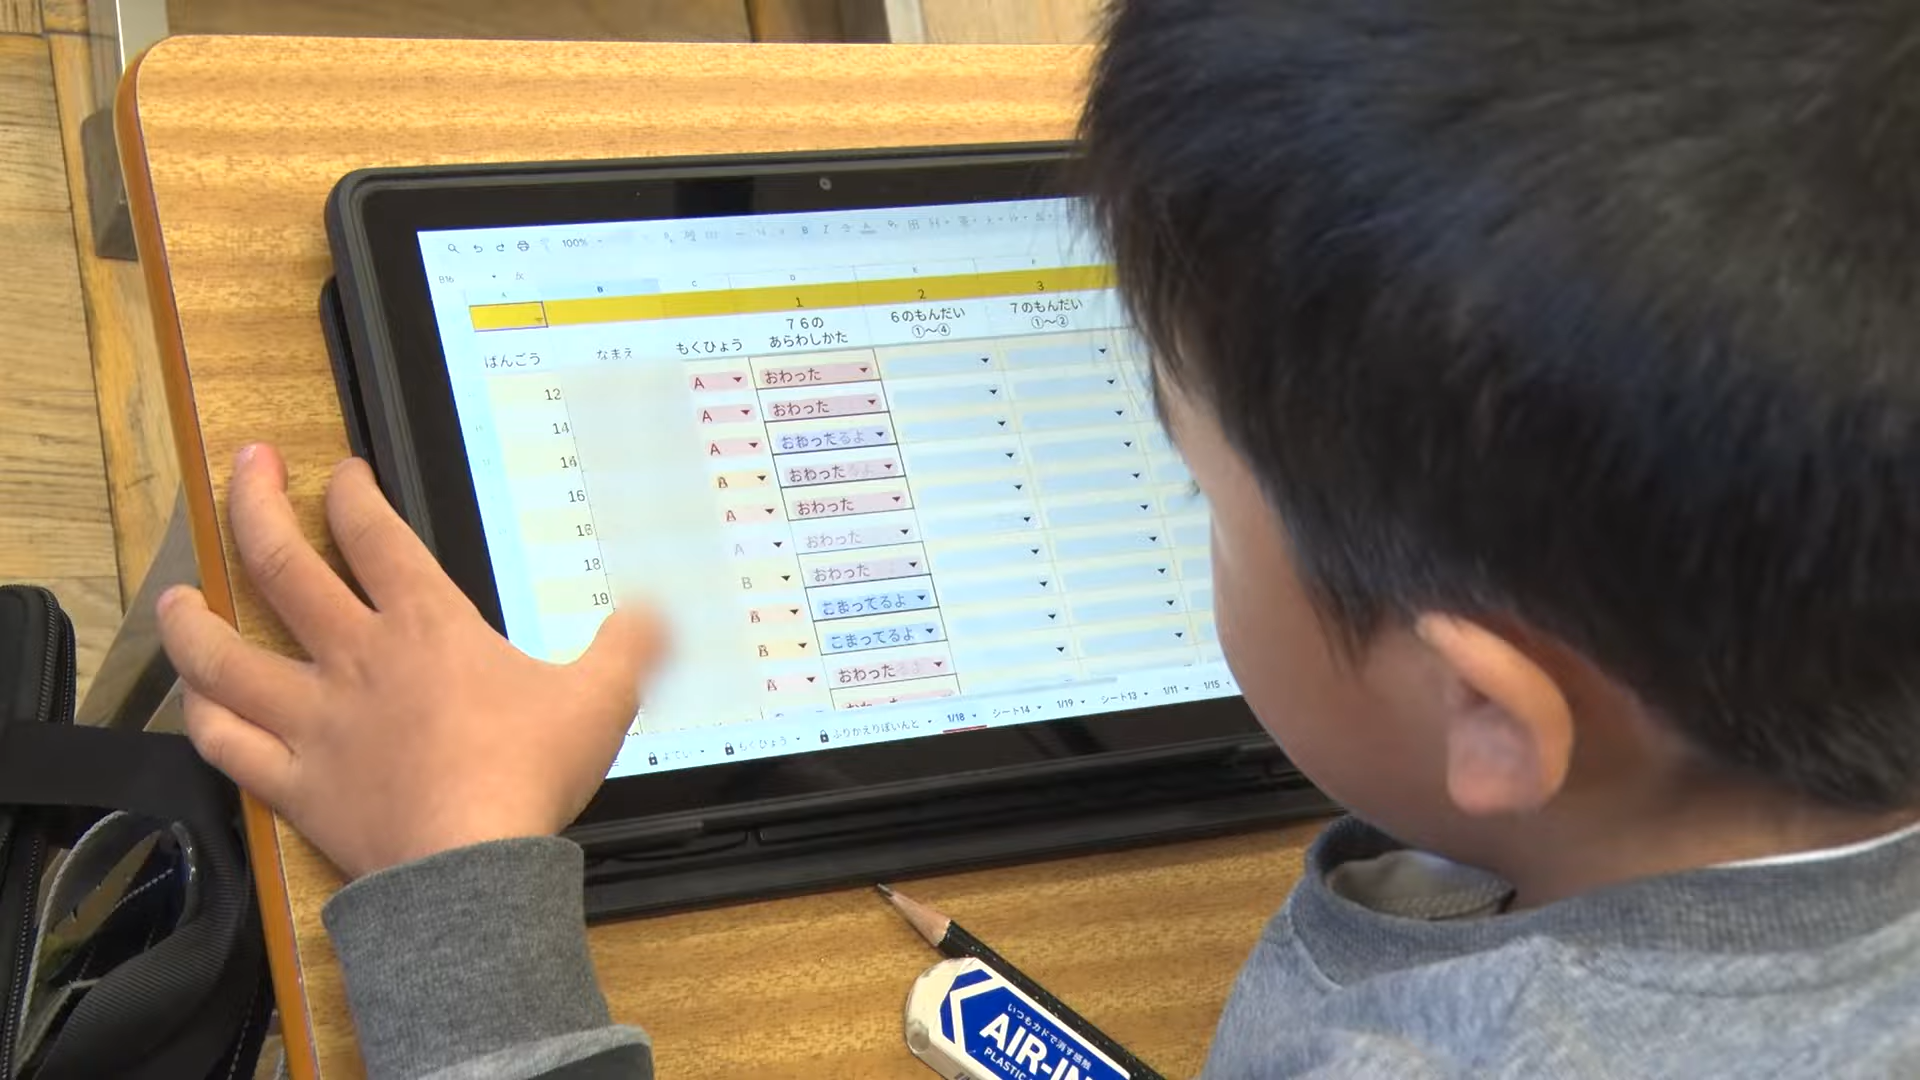 100%
B16
A B C D E F
1 2 3
ばんごう なまえ もくひょう 76の あらわしかた 6のもんだい ①〜④ 7のもんだい ①〜②
12 A おわった
14 A おわった
A
B おわった
16 おわった
18 A おわった
18 B おわった
19 B こまってるよ
B こまってるよ
おわった
よてい もくひょう ふりかえりぽいんと 1/18 シート14 1/19 シート13 1/11 1/15
いつもカドで消す感触
AIR-IN
PLASTIC